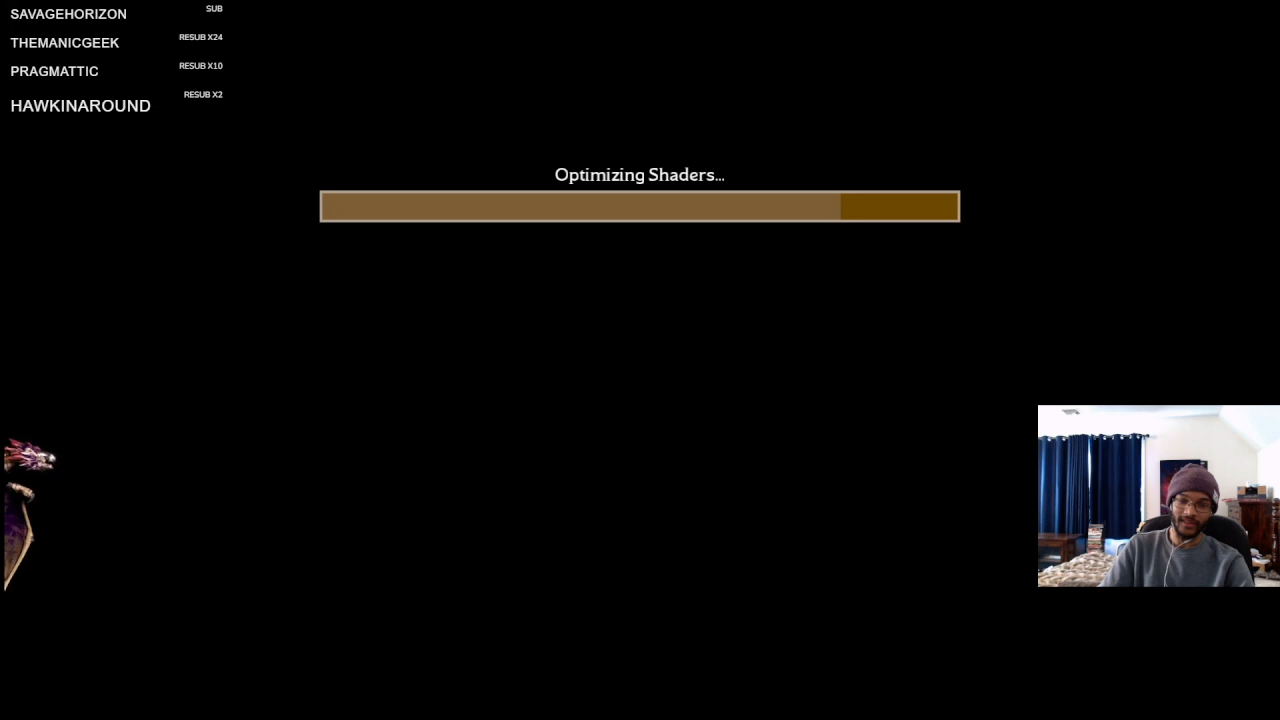 SAVAGEHORIZON SUB
THEMANICGEEK RESUB X24
PRAGMATTIC RESUB X10
HAWKINAROUND RESUB X2
Optimizing Shaders...